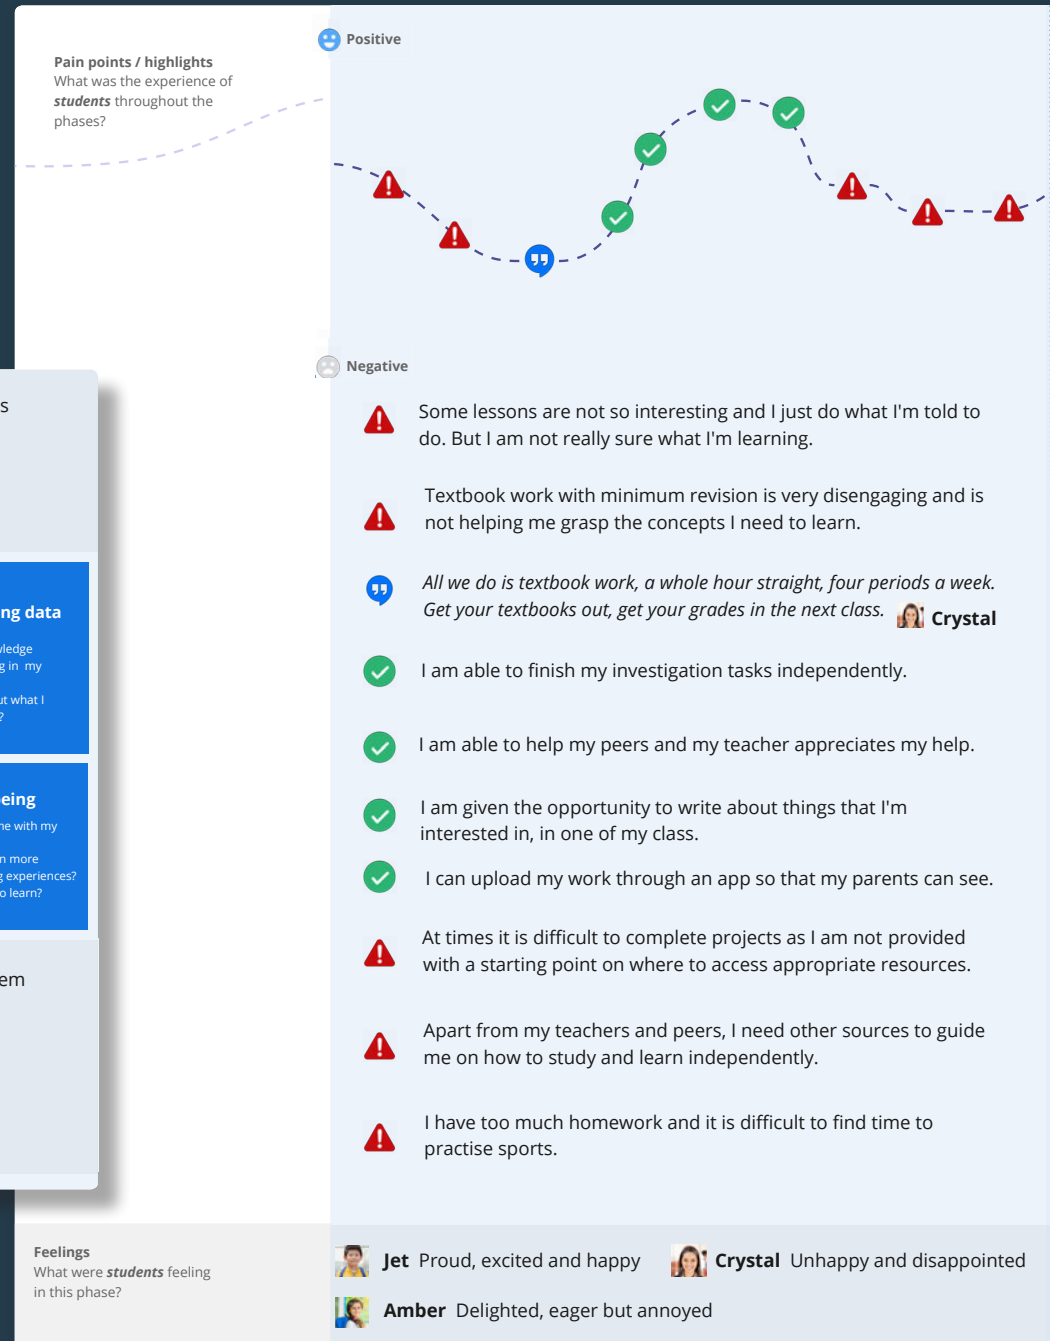 Positive
Pain points / highlights
What was the experience of
students throughout the
phases?
Negative
s
Some lessons are not so interesting and I just do what I'm told to
do. But I am not really sure what I'm learning.
Textbook work with minimum revision is very disengaging and is
not helping me grasp the concepts I need to learn.
All we do is textbook work, a whole hour straight, four periods a week.
Get your textbooks out, get your grades in the next class.
Crystal
ng data
ledge
g in my
ut what I
?
I am able to finish my investigation tasks independently.
I am able to help my peers and my teacher appreciates my help.
eing
ne with my
n more
g experiences?
o learn?
I am given the opportunity to write about things that I'm
interested in, in one of my class.
I can upload my work through an app so that my parents can see.
At times it is difficult to complete projects as I am not provided
with a starting point on where to access appropriate resources.
em
Apart from my teachers and peers, I need other sources to guide
me on how to study and learn independently.
I have too much homework and it is difficult to find time to
practise sports.
Feelings
What were students feeling
in this phase?
Jet Proud, excited and happy
Crystal Unhappy and disappointed
Amber Delighted, eager but annoyed